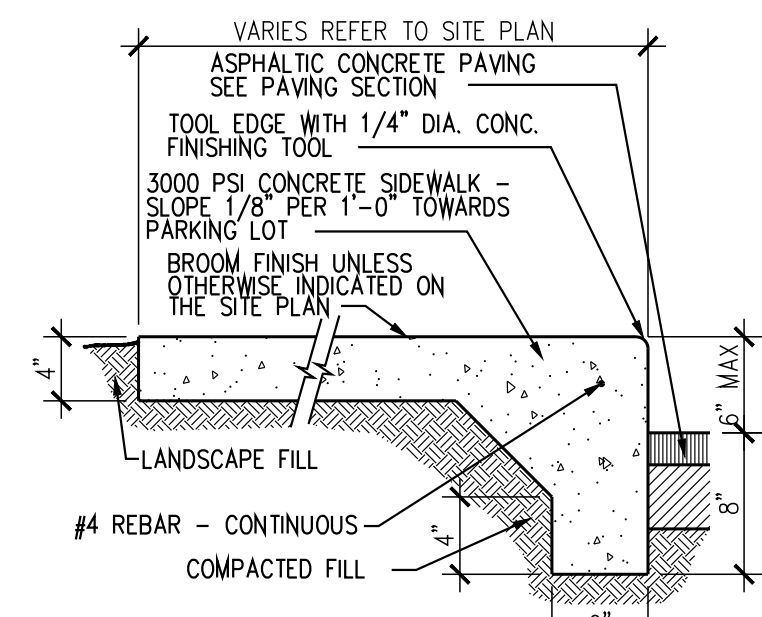 VARIES REFER TO SITE PLAN
ASPHALTIC CONCRETE PAVING
SEE PAVING SECTION
TOOL EDGE WITH 1/4" DIA. CONC.
FINISHING TOOL
3000 PSI CONCRETE SIDEWALK -
SLOPE 1/8" PER 1'-0" TOWARDS
PARKING LOT
BROOM FINISH UNLESS
OTHERWISE INDICATED ON
THE SITE PLAN
4"
6" MAX
LANDSCAPE FILL
8"
#4 REBAR - CONTINUOUS
4"
COMPACTED FILL